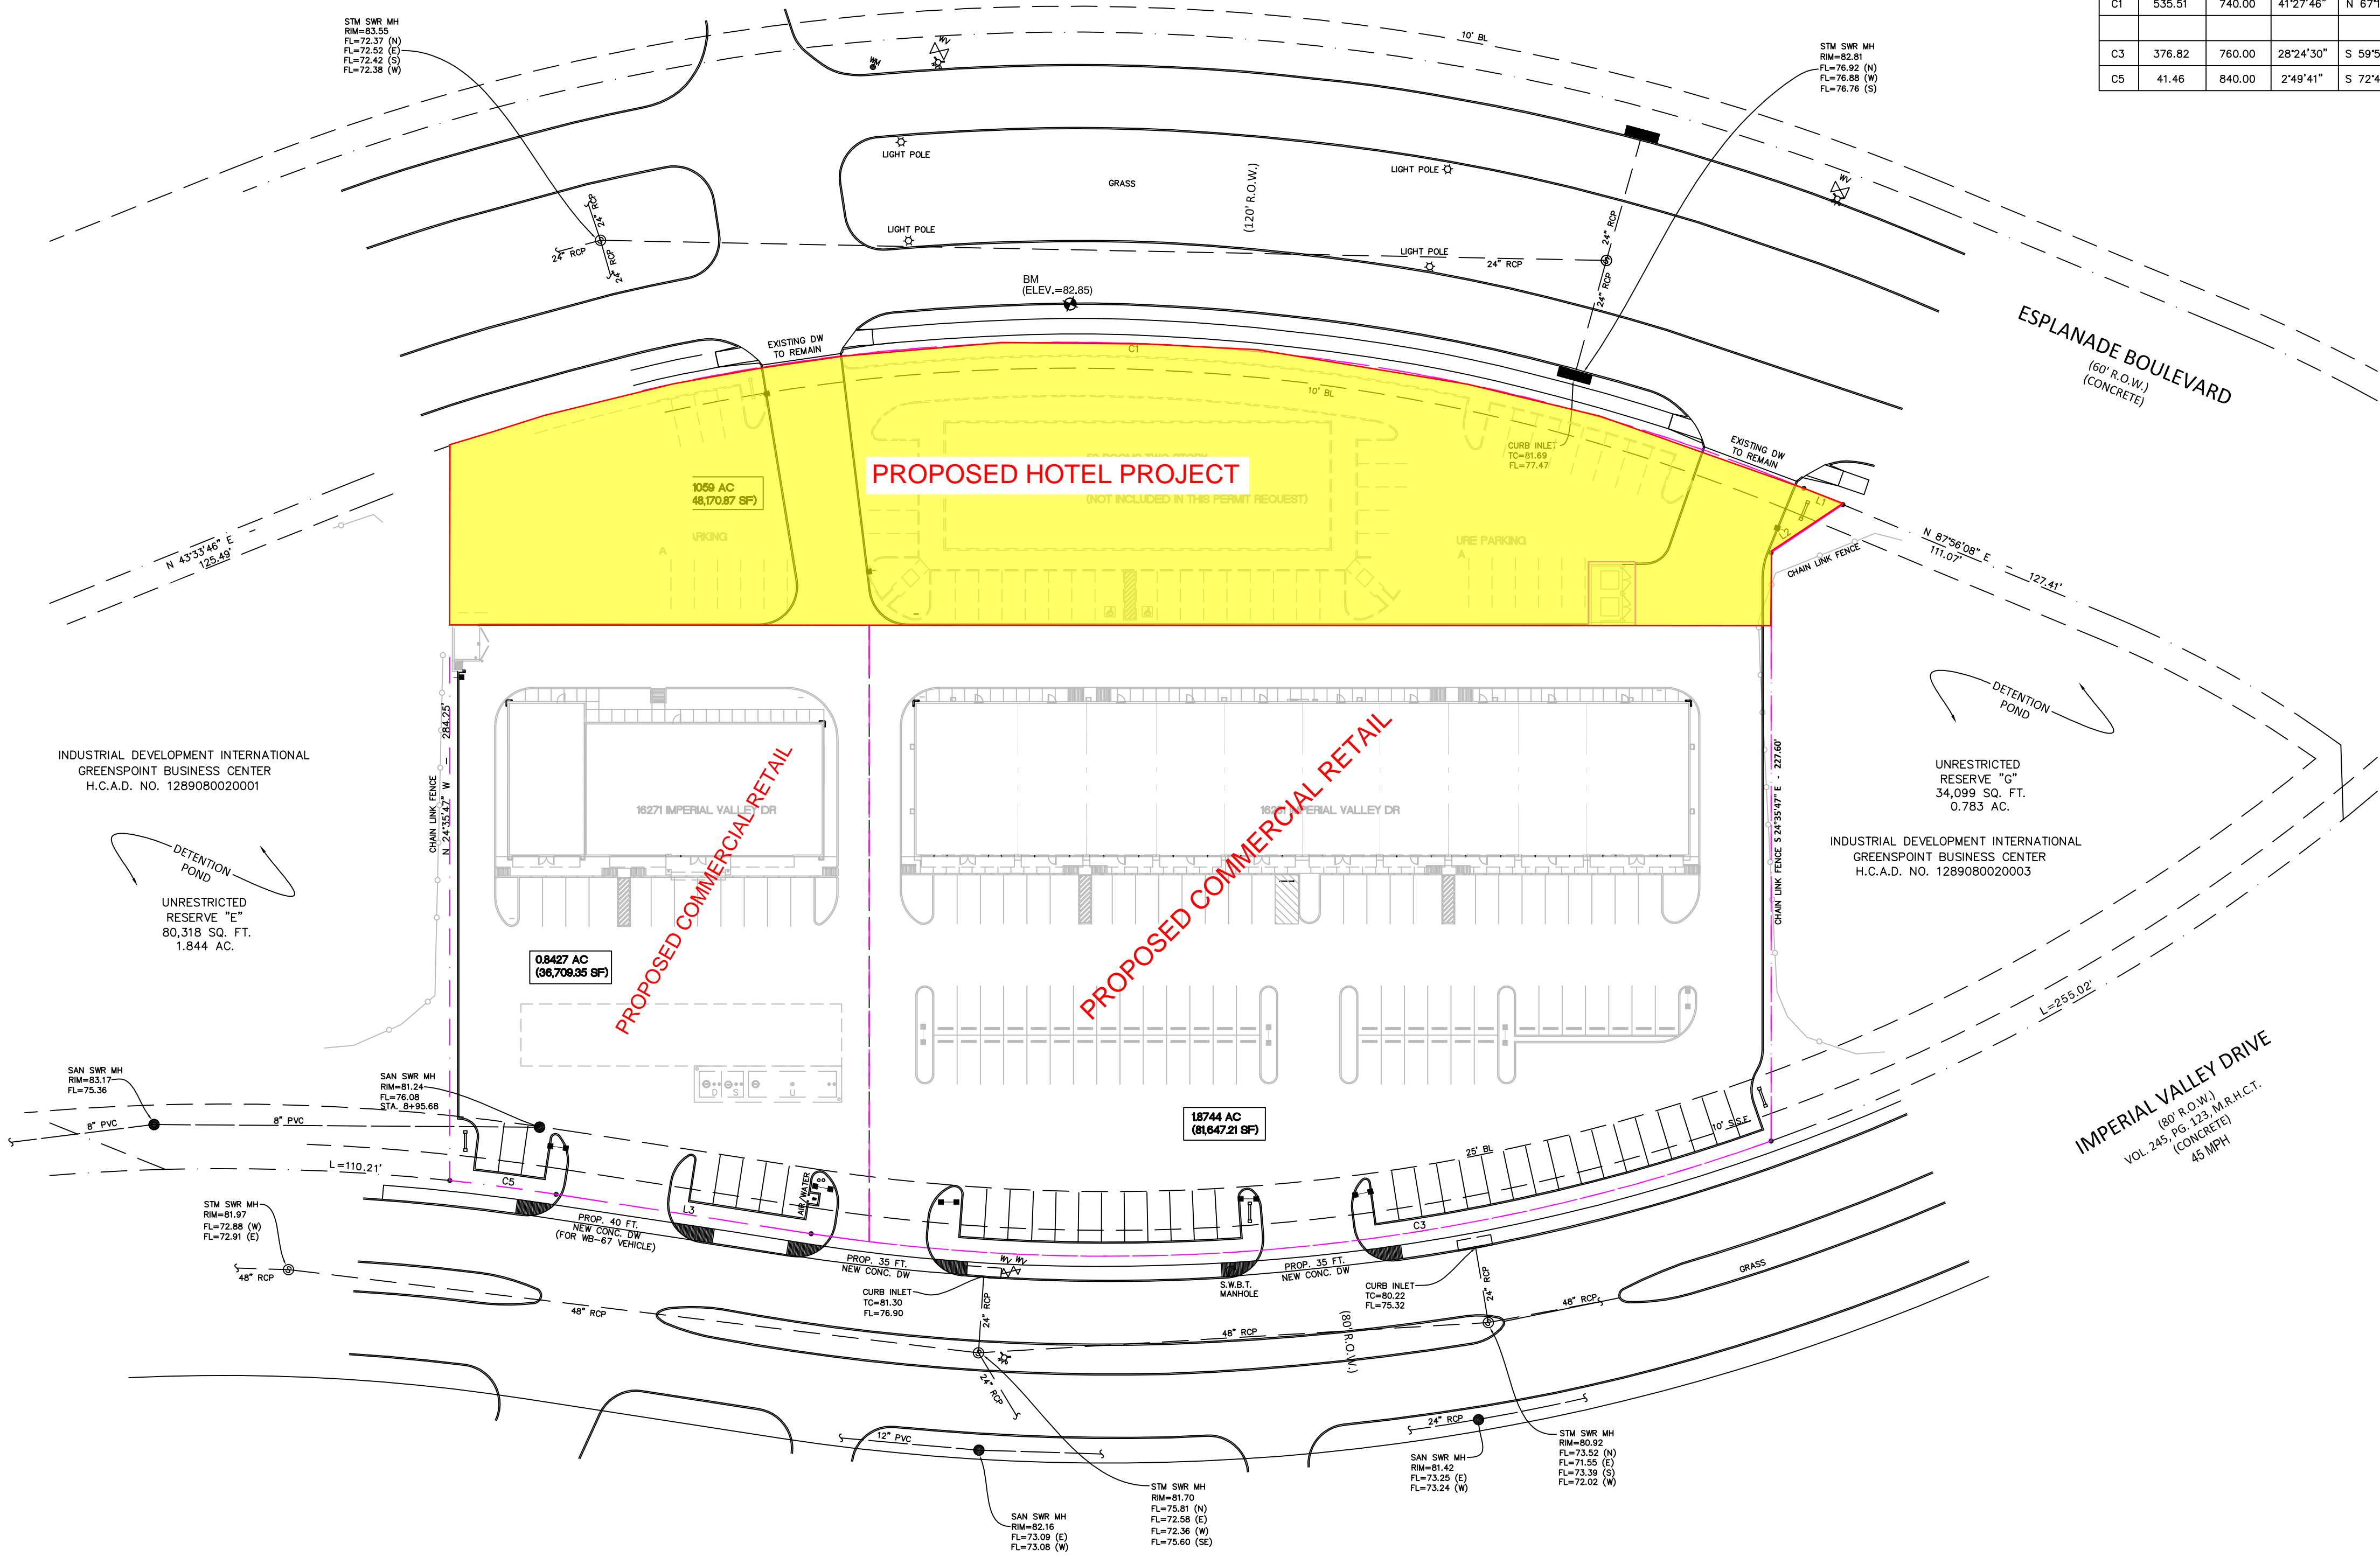 C1 535.51 740.00 41°27'46"
C3 376.82 760.00 28°24'30"
C5 41.46 840.00 2°49'41"
STM SWR MH
RIM=83.55
FL=72.37 (N)
FL=72.52 (E)
FL=72.42 (S)
FL=72.38 (W)
WM
WV
10' BL
STM SWR MH
RIM=82.81
FL=76.92 (N)
FL=76.88 (W)
FL=76.76 (S)
LIGHT POLE
GRASS
LIGHT POLE
(120' R.O.W.)
WV
24" RCP
24" RCP
24" RCP
LIGHT POLE
LIGHT POLE
24" RCP
24" RCP
24" RCP
BM
(ELEV.=82.85)
ESPLANADE BOULEVARD
(60' R.O.W.)
(CONCRETE)
EXISTING DW
TO REMAIN
C1
10' BL
EXISTING DW
TO REMAIN
CURB INLET
TC=81.69
FL=77.47
PROPOSED HOTEL PROJECT
1059 AC
48,170.87 SF)
(NOT INCLUDED IN THIS PERMIT REQUEST)
L1
L2
A
URE PARKING
A
N 43°33'46" E
125.49'
N 87°56'08" E
111.07'
127.41'
CHAIN LINK FENCE
DETENTION
POND
INDUSTRIAL DEVELOPMENT INTERNATIONAL
GREENSPOINT BUSINESS CENTER
H.C.A.D. NO. 1289080020001
CHAIN LINK FENCE
N 24°35'47" W - 284.25'
16271 IMPERIAL VALLEY DR
PROPOSED COMMERCIAL RETAIL
IMPERIAL VALLEY DR
PROPOSED COMMERCIAL RETAIL
CHAIN LINK FENCE S 24°35'47" E - 227.60'
UNRESTRICTED
RESERVE "G"
34,099 SQ. FT.
0.783 AC.
INDUSTRIAL DEVELOPMENT INTERNATIONAL
GREENSPOINT BUSINESS CENTER
H.C.A.D. NO. 1289080020003
DETENTION
POND
UNRESTRICTED
RESERVE "E"
80,318 SQ. FT.
1.844 AC.
0.8427 AC
(36,709.35 SF)
L=255.02'
D S U
1.8744 AC
(81,647.21 SF)
IMPERIAL VALLEY DRIVE
(80' R.O.W.)
VOL. 245, PG. 123, M.R.H.C.T.
(CONCRETE)
45 MPH
SAN SWR MH
RIM=83.17
FL=75.36
SAN SWR MH
RIM=81.24
FL=76.08
STA. 8+95.68
8" PVC
8" PVC
10' S.S.E.
25' BL
L=110.21'
C5
L3
AIR/WATER
C3
STM SWR MH
RIM=81.97
FL=72.88 (W)
FL=72.91 (E)
PROP. 40 FT.
NEW CONC. DW
(FOR WB-67 VEHICLE)
PROP. 35 FT.
NEW CONC. DW
WV WV
PROP. 35 FT.
NEW CONC. DW
S.W.B.T.
MANHOLE
CURB INLET
TC=81.30
FL=76.90
CURB INLET
TC=80.22
FL=75.32
GRASS
48" RCP
48" RCP
24" RCP
48" RCP
(80' R.O.W.)
24" RCP
48" RCP
24" RCP
12" PVC
24" RCP
SAN SWR MH
RIM=81.42
FL=73.25 (E)
FL=73.24 (W)
STM SWR MH
RIM=80.92
FL=73.52 (N)
FL=71.55 (E)
FL=73.39 (S)
FL=72.02 (W)
STM SWR MH
RIM=81.70
FL=75.81 (N)
FL=72.58 (E)
FL=72.36 (W)
FL=75.60 (SE)
SAN SWR MH
RIM=82.16
FL=73.09 (E)
FL=73.08 (W)